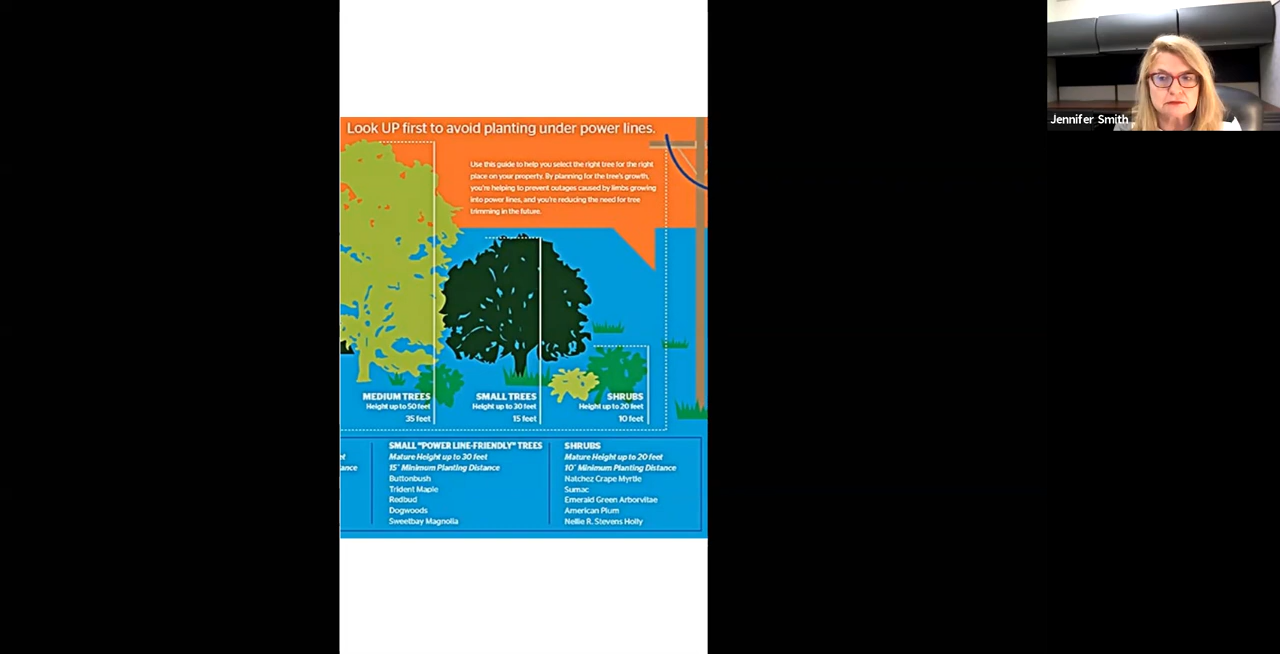 Look UP first to avoid planting under power lines.
Use this guide to help you select the right tree for the right
place on your property. By planning for the tree's growth,
you're helping to prevent outages caused by limbs growing
into power lines, and you're reducing the need for tree
trimming in the future.
MEDIUM TREES
Height up to 50 feet
35 feet
SMALL TREES
Height up to 30 feet
15 feet
SHRUBS
Height up to 20 feet
10 feet
et
ance
SMALL "POWER LINE-FRIENDLY" TREES
Mature Height up to 30 feet
15' Minimum Planting Distance
Buttonbush
Trident Maple
Redbud
Dogwoods
Sweetbay Magnolia
SHRUBS
Mature Height up to 20 feet
10' Minimum Planting Distance
Natchez Crape Myrtle
Sumac
Emerald Green Arborvitae
American Plum
Nellie R. Stevens Holly
Jennifer Smith